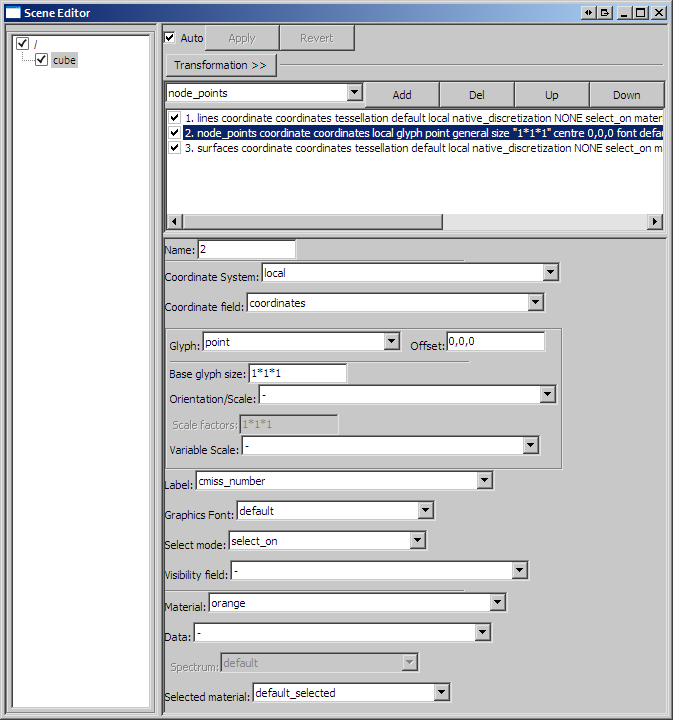 Scene Editor
/
cube
Auto Apply Revert
Transformation >>
node_points Add Del Up Down
1. lines coordinate coordinates tessellation default local native_discretization NONE select_on mater
2. node_points coordinate coordinates local glyph point general size "1*1*1" centre 0,0,0 font defau
3. surfaces coordinate coordinates tessellation default local native_discretization NONE select_on m
Name: 2
Coordinate System: local
Coordinate field: coordinates
Glyph: point Offset: 0,0,0
Base glyph size: 1*1*1
Orientation/Scale: -
Scale factors: 1*1*1
Variable Scale: -
Label: cmiss_number
Graphics Font: default
Select mode: select_on
Visibility field: -
Material: orange
Data: -
Spectrum: default
Selected material: default_selected